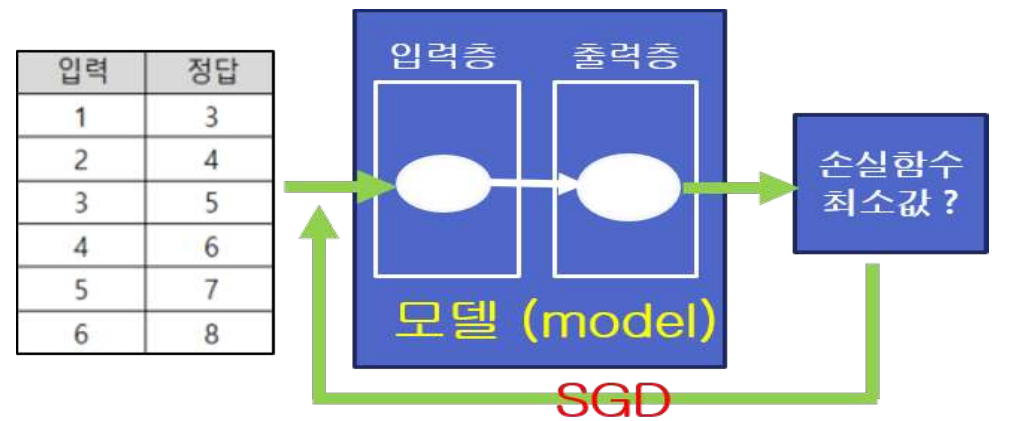 입력 정답
1 3
2 4
3 5
4 6
5 7
6 8
입력층 출력층
모델 (model)
손실함수
최소값 ?
SGD